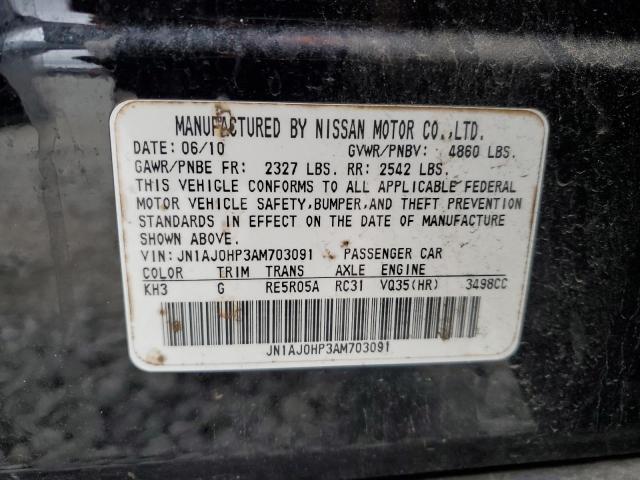 MANUFACTURED BY NISSAN MOTOR CO.,LTD.
DATE: 06/10 GVWR/PNBV: 4860 LBS.
GAWR/PNBE FR: 2327 LBS. RR: 2542 LBS.
THIS VEHICLE CONFORMS TO ALL APPLICABLE FEDERAL
MOTOR VEHICLE SAFETY,BUMPER,AND THEFT PREVENTION
STANDARDS IN EFFECT ON THE DATE OF MANUFACTURE
SHOWN ABOVE.
VIN:JN1AJ0HP3AM703091 PASSENGER CAR
COLOR TRIM TRANS AXLE ENGINE
KH3 G RE5R05A RC31 VQ35(HR) 3498CC
JN1AJ0HP3AM703091